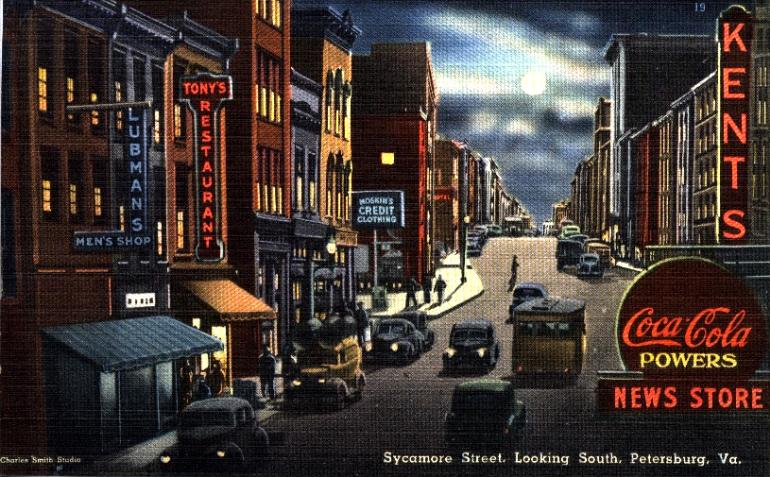 19
KENTS
TONY'S
RESTAURANT
LUBMANS
MEN'S SHOP
MOSKIN'S
CREDIT
CLOTHING
Coca-Cola
POWERS
NEWS STORE
Charles Smith Studio
Sycamore Street, Looking South, Petersburg, Va.